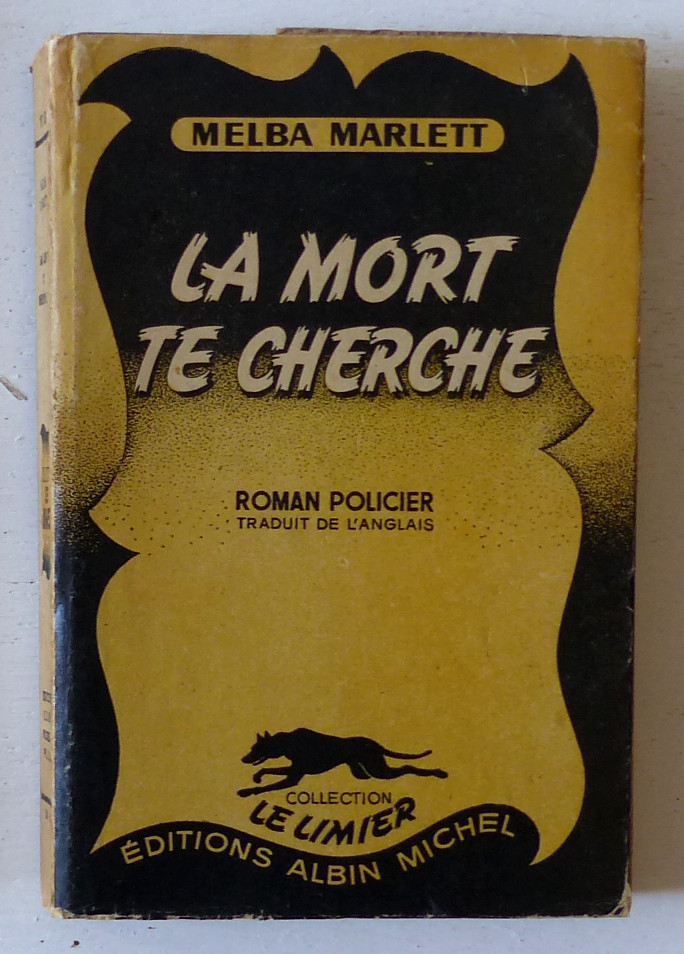 MELBA MARLETT
LA MORT
TE CHERCHE
ROMAN POLICIER
TRADUIT DE L'ANGLAIS
COLLECTION
LE LIMIER
ÉDITIONS ALBIN MICHEL